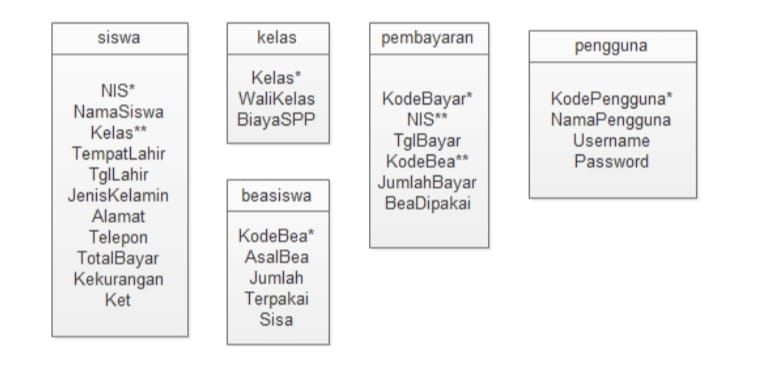 siswa
NIS*
NamaSiswa
Kelas**
TempatLahir
TglLahir
JenisKelamin
Alamat
Telepon
TotalBayar
Kekurangan
Ket
kelas
Kelas*
WaliKelas
BiayaSPP
beasiswa
KodeBea*
AsalBea
Jumlah
Terpakai
Sisa
pembayaran
KodeBayar*
NIS**
TglBayar
KodeBea**
JumlahBayar
BeaDipakai
pengguna
KodePengguna*
NamaPengguna
Username
Password